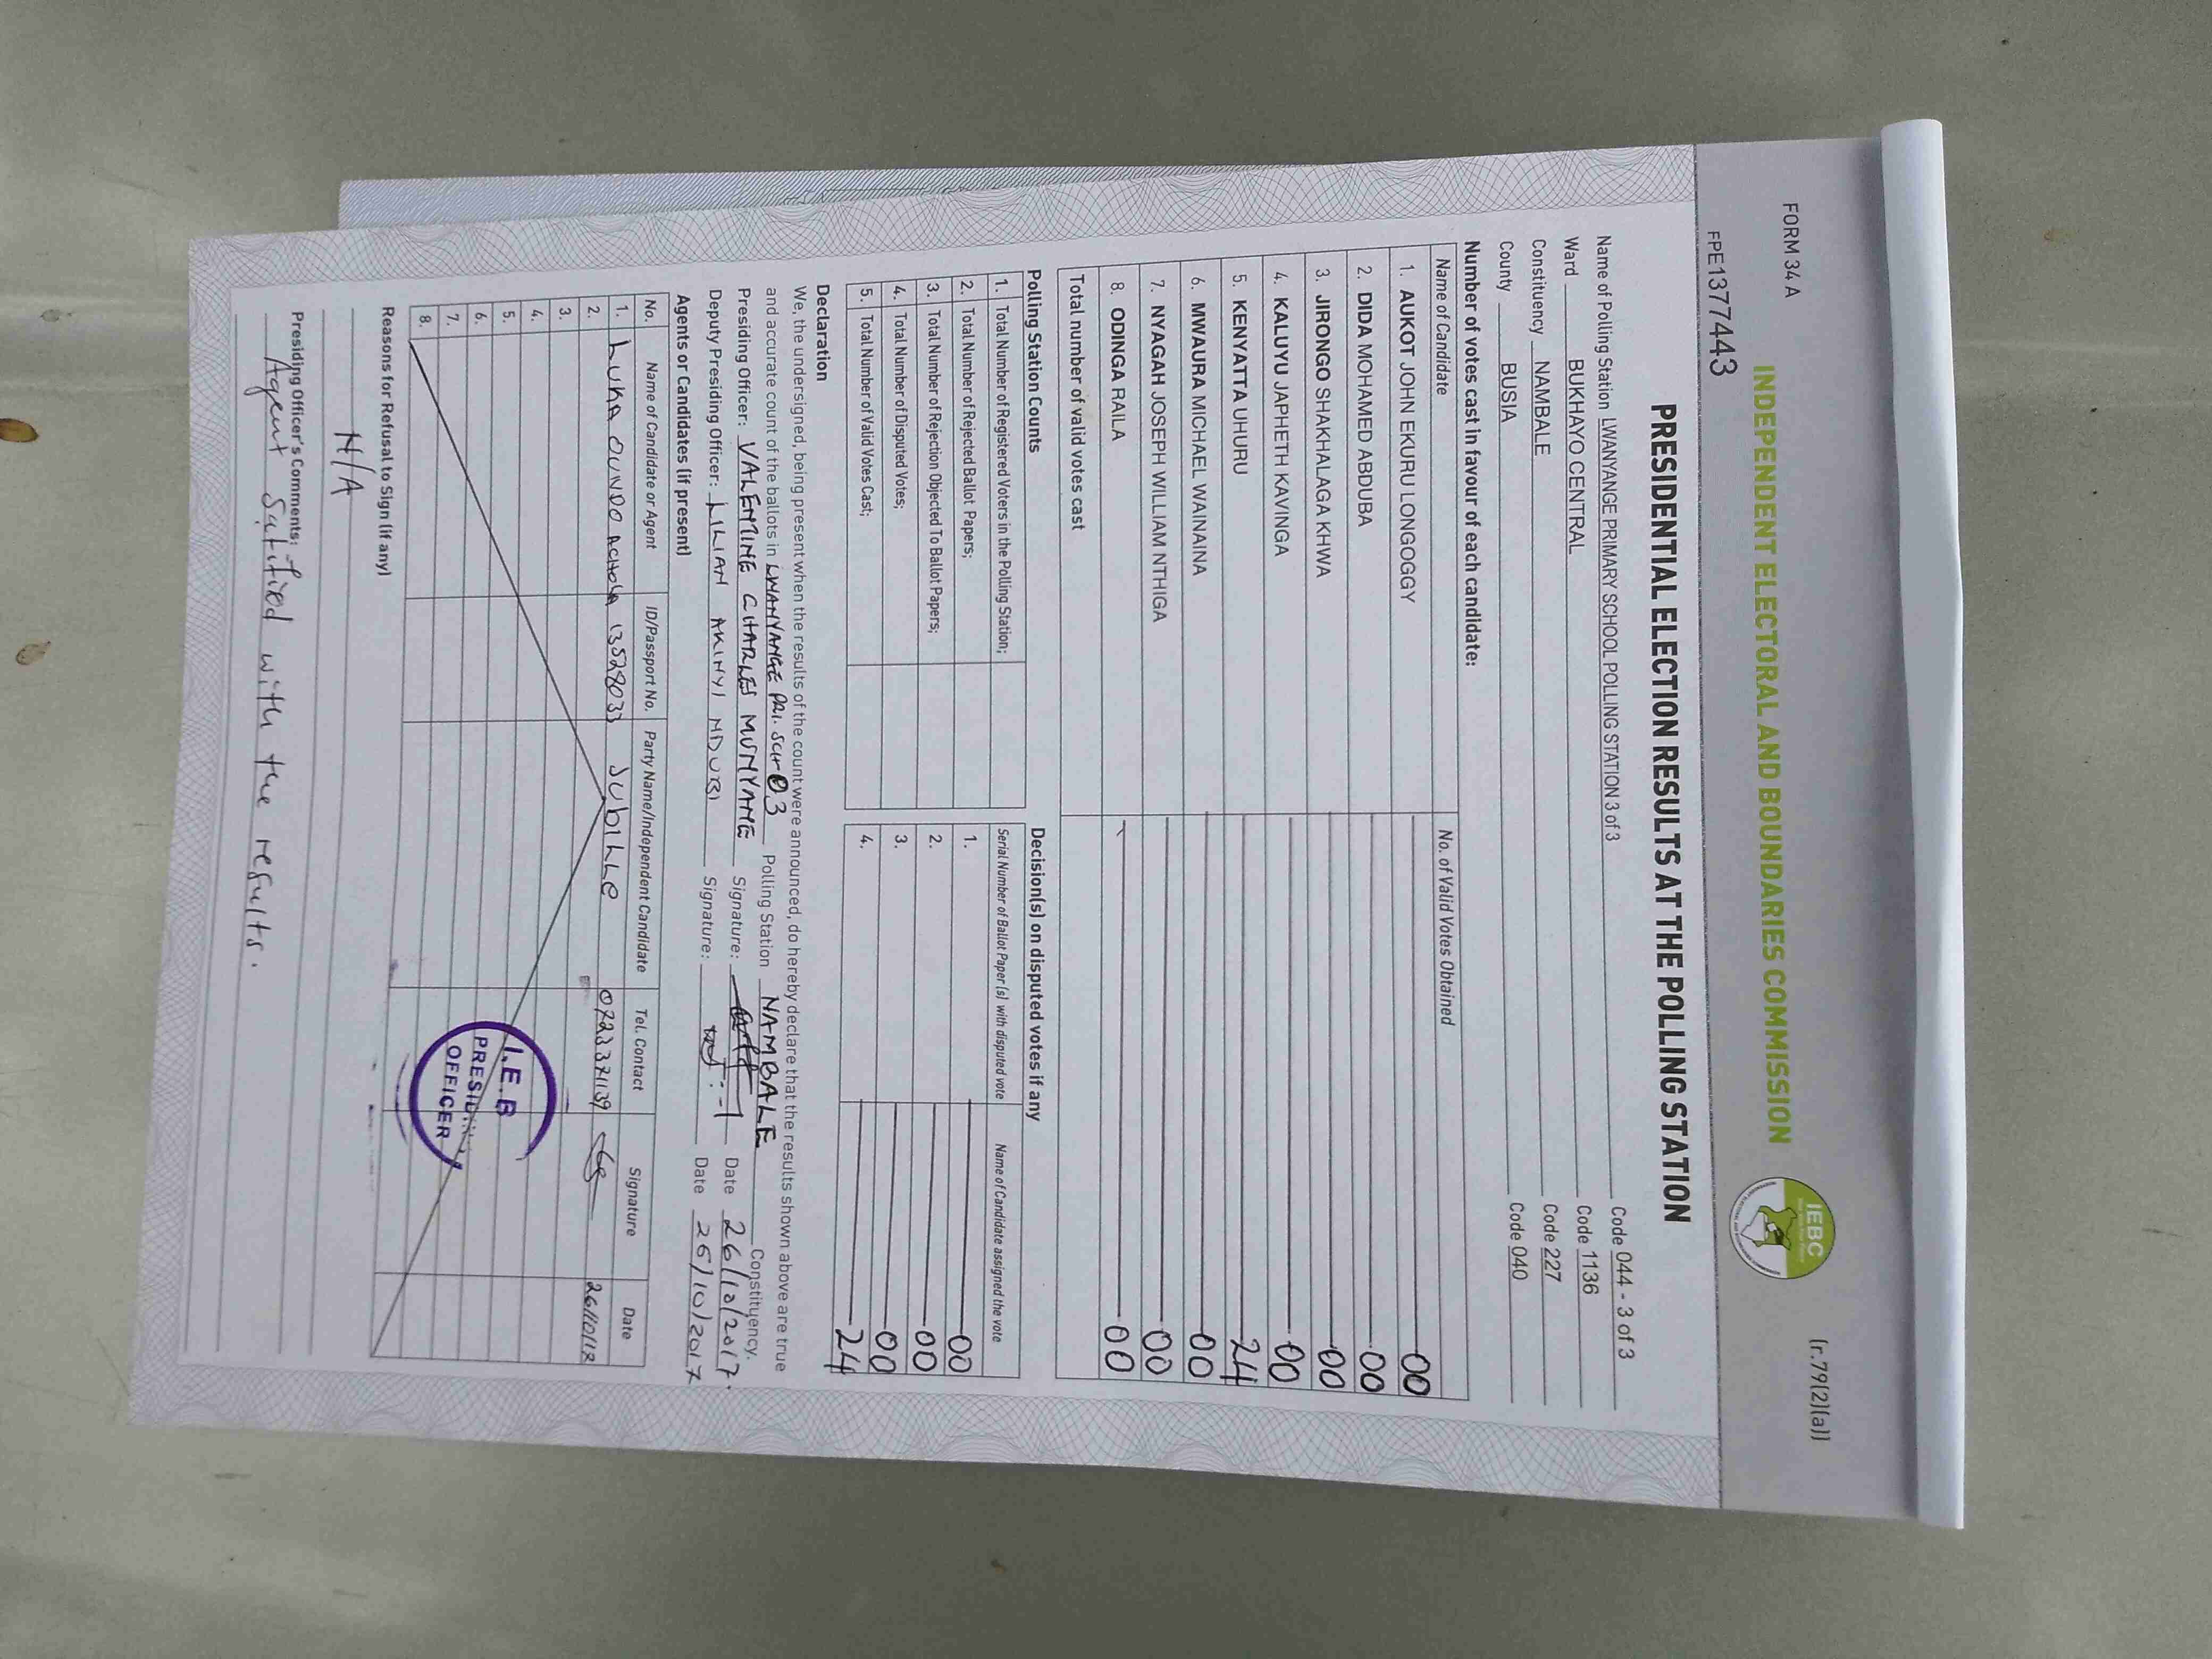 FORM 34 A
(r.79(2)(a))
INDEPENDENT ELECTORAL AND BOUNDARIES COMMISSION
IEBC
FPE1377443
PRESIDENTIAL ELECTION RESULTS AT THE POLLING STATION
Name of Polling Station LWANYANGE PRIMARY SCHOOL POLLING STATION 3 of 3 Code 044 - 3 of 3
Ward BUKHAYO CENTRAL Code 1136
Constituency NAMBALE Code 227
County BUSIA Code 040
Number of votes cast in favour of each candidate:
Name of Candidate No. of Valid Votes Obtained
1. AUKOT JOHN EKURU LONGOGGY 00
2. DIDA MOHAMED ABDUBA 00
3. JIRONGO SHAKHALAGA KHWA 00
4. KALUYU JAPHETH KAVINGA 00
5. KENYATTA UHURU 24
6. MWAURA MICHAEL WAINAINA 00
7. NYAGAH JOSEPH WILLIAM NTHIGA 00
8. ODINGA RAILA 00
Total number of valid votes cast
Polling Station Counts Decision(s) on disputed votes if any
1. Total Number of Registered Voters in the Polling Station; Serial Number of Ballot Paper(s) with disputed vote Name of Candidate assigned the vote
2. Total Number of Rejected Ballot Papers; 1. 00
3. Total Number of Rejection Objected To Ballot Papers; 2. 00
4. Total Number of Disputed Votes; 3. 00
5. Total Number of Valid Votes Cast; 4. 24
Declaration
We, the undersigned, being present when the results of the count were announced, do hereby declare that the results shown above are true
and accurate count of the ballots in LWANYANGE PRI. SCH 03 Polling Station NAMBALE Constituency.
Presiding Officer: VALENTINE CHARLES MUNYANE Signature: Date 26/10/2017.
Deputy Presiding Officer: LILIAN AKINYI NDUBI Signature: Date 26/10/2017
Agents or Candidates (if present)
No. Name of Candidate or Agent ID/Passport No. Party Name/Independent Candidate Tel. Contact Signature Date
1. LUKA OUNDO 13528033 JUBILLE 0722371139
2.
3.
4.
5.
6.
7.
8.
I.E.B
OFFICER
Reasons for Refusal to Sign (if any)
N/A
Presiding Officer's Comments:
Agent Satified with the results.